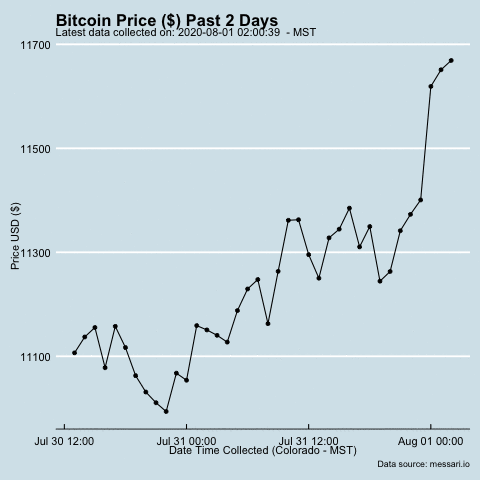 Bitcoin Price ($) Past 2 Days
Latest data collected on: 2020-08-01 02:00:39  - MST
11700
11500
11300
11100
Price USD ($)
Jul 30 12:00
Jul 31 00:00
Jul 31 12:00
Aug 01 00:00
Date Time Collected (Colorado - MST)
Data source: messari.io